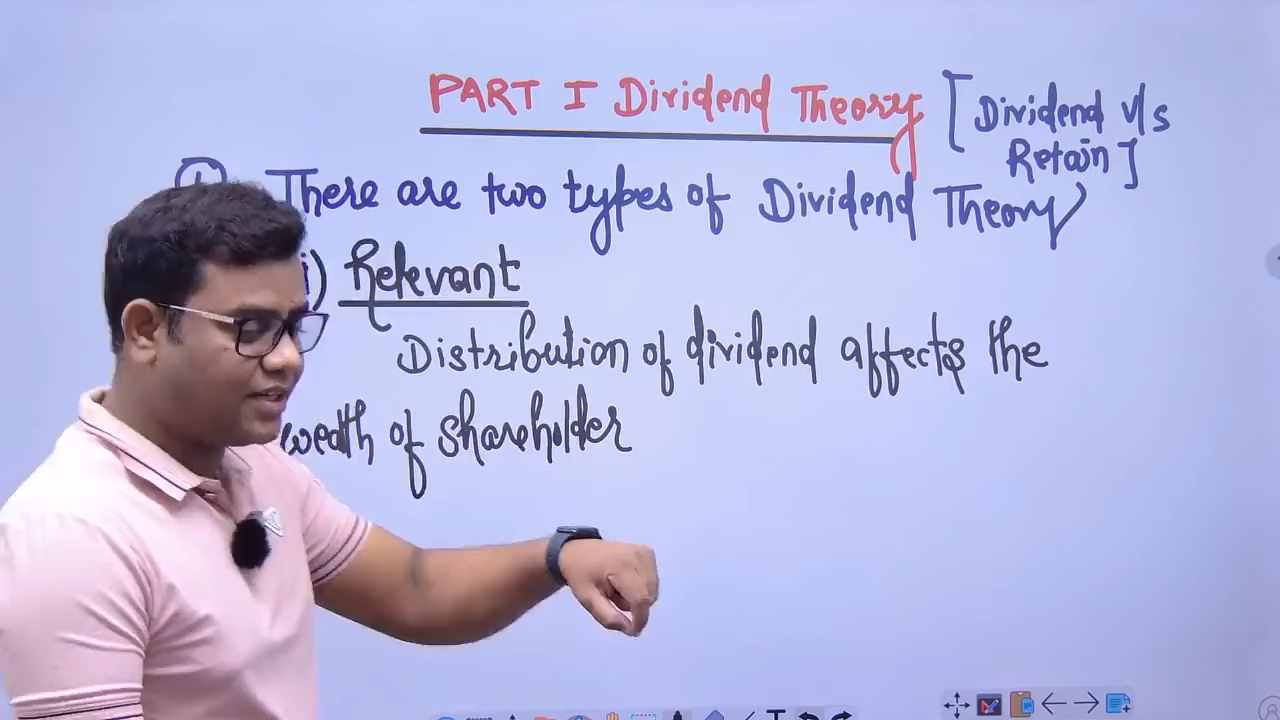 PART I Dividend Theory [Dividend v/s
Retain]
① There are two types of Dividend Theory
i) Relevant
Distribution of dividend affects the
wealth of shareholder